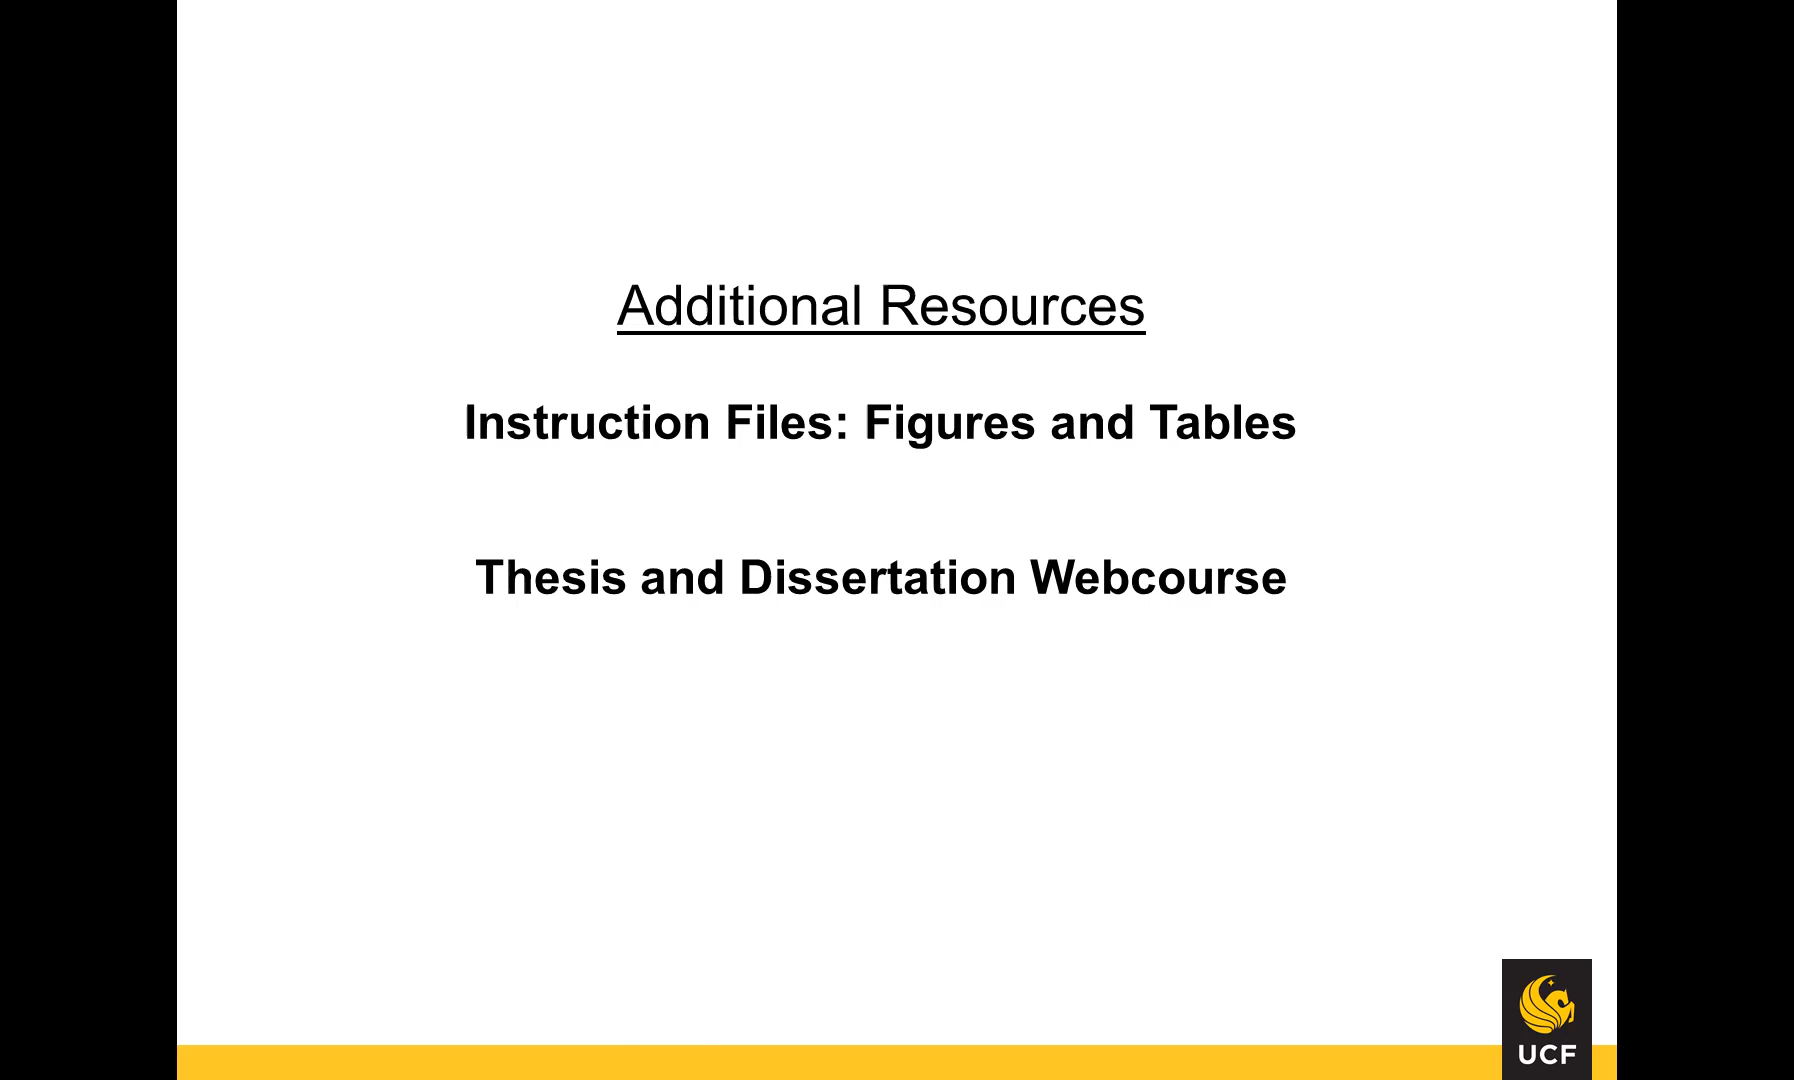 Additional Resources
Instruction Files: Figures and Tables
Thesis and Dissertation Webcourse
UCF